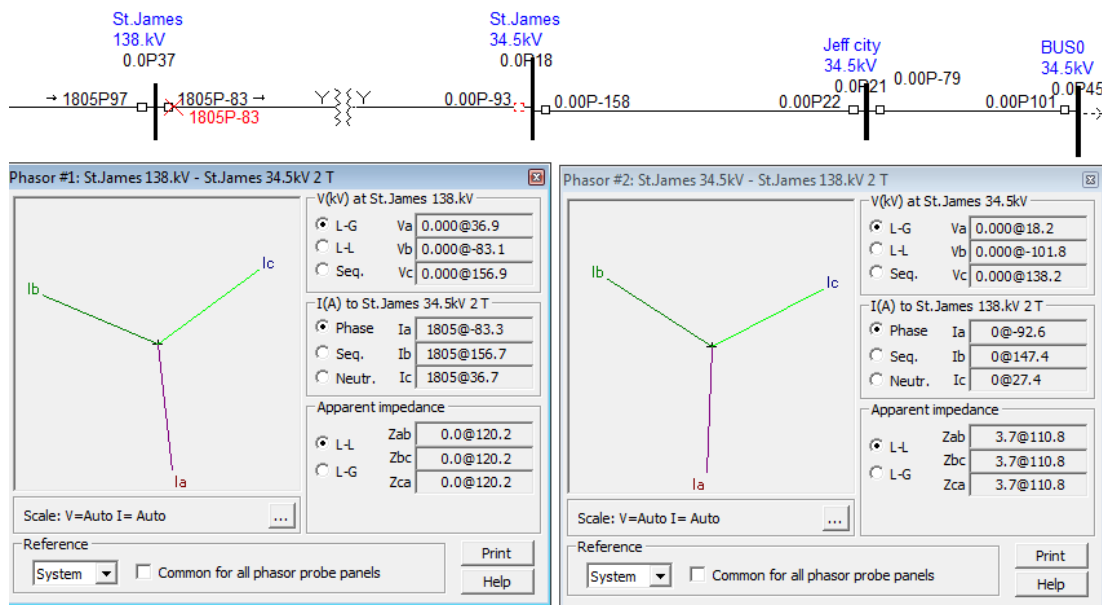 St.James
138.kV
0.0P37
St.James
34.5kV
0.0P18
Jeff city
34.5kV
0.0P21
0.00P-79
BUS0
34.5kV
0.0P45
→ 1805P97
1805P-83 →
1805P-83
Y Y
0.00P-93
0.00P-158
0.00P22
0.00P101
Phasor #1: St.James 138.kV - St.James 34.5kV 2 T
Ib
Ic
Ia
Scale: V=Auto I= Auto
...
V(kV) at St.James 138.kV
L-G Va 0.000@36.9
L-L Vb 0.000@-83.1
Seq. Vc 0.000@156.9
I(A) to St.James 34.5kV 2 T
Phase Ia 1805@-83.3
Seq. Ib 1805@156.7
Neutr. Ic 1805@36.7
Apparent impedance
L-L
L-G
Zab 0.0@120.2
Zbc 0.0@120.2
Zca 0.0@120.2
Reference
System
Common for all phasor probe panels
Print
Help
Phasor #2: St.James 34.5kV - St.James 138.kV 2 T
Ib
Ic
Ia
Scale: V=Auto I= Auto
...
V(kV) at St.James 34.5kV
L-G Va 0.000@18.2
L-L Vb 0.000@-101.8
Seq. Vc 0.000@138.2
I(A) to St.James 138.kV 2 T
Phase Ia 0@-92.6
Seq. Ib 0@147.4
Neutr. Ic 0@27.4
Apparent impedance
L-L
L-G
Zab 3.7@110.8
Zbc 3.7@110.8
Zca 3.7@110.8
Reference
System
Common for all phasor probe panels
Print
Help